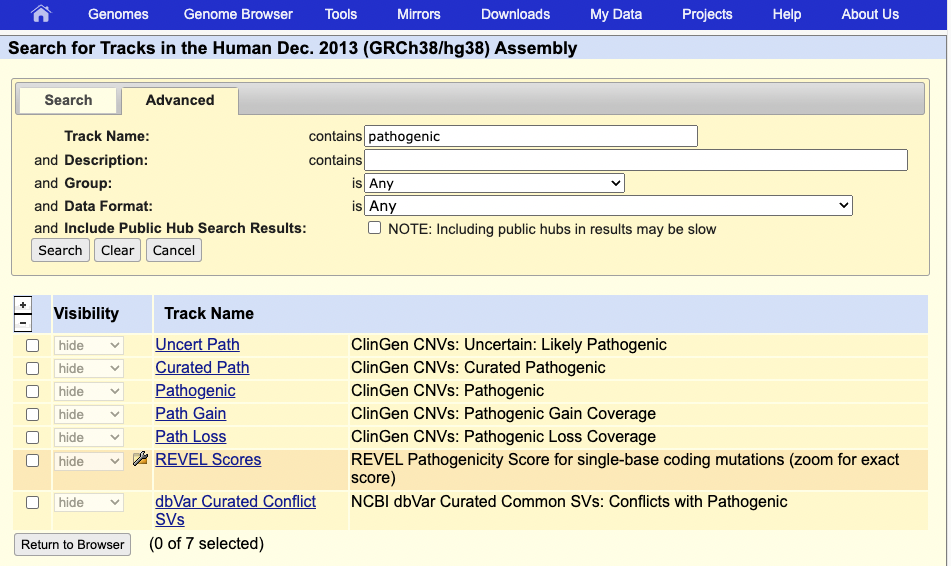 Genomes Genome Browser Tools Mirrors Downloads My Data Projects Help About Us
Search for Tracks in the Human Dec. 2013 (GRCh38/hg38) Assembly
Search Advanced
Track Name: contains pathogenic
and Description: contains
and Group: is Any
and Data Format: is Any
and Include Public Hub Search Results: NOTE: Including public hubs in results may be slow
Search Clear Cancel
+
- Visibility Track Name
hide Uncert Path ClinGen CNVs: Uncertain: Likely Pathogenic
hide Curated Path ClinGen CNVs: Curated Pathogenic
hide Pathogenic ClinGen CNVs: Pathogenic
hide Path Gain ClinGen CNVs: Pathogenic Gain Coverage
hide Path Loss ClinGen CNVs: Pathogenic Loss Coverage
hide REVEL Scores REVEL Pathogenicity Score for single-base coding mutations (zoom for exact
score)
hide dbVar Curated Conflict NCBI dbVar Curated Common SVs: Conflicts with Pathogenic
SVs
Return to Browser (0 of 7 selected)